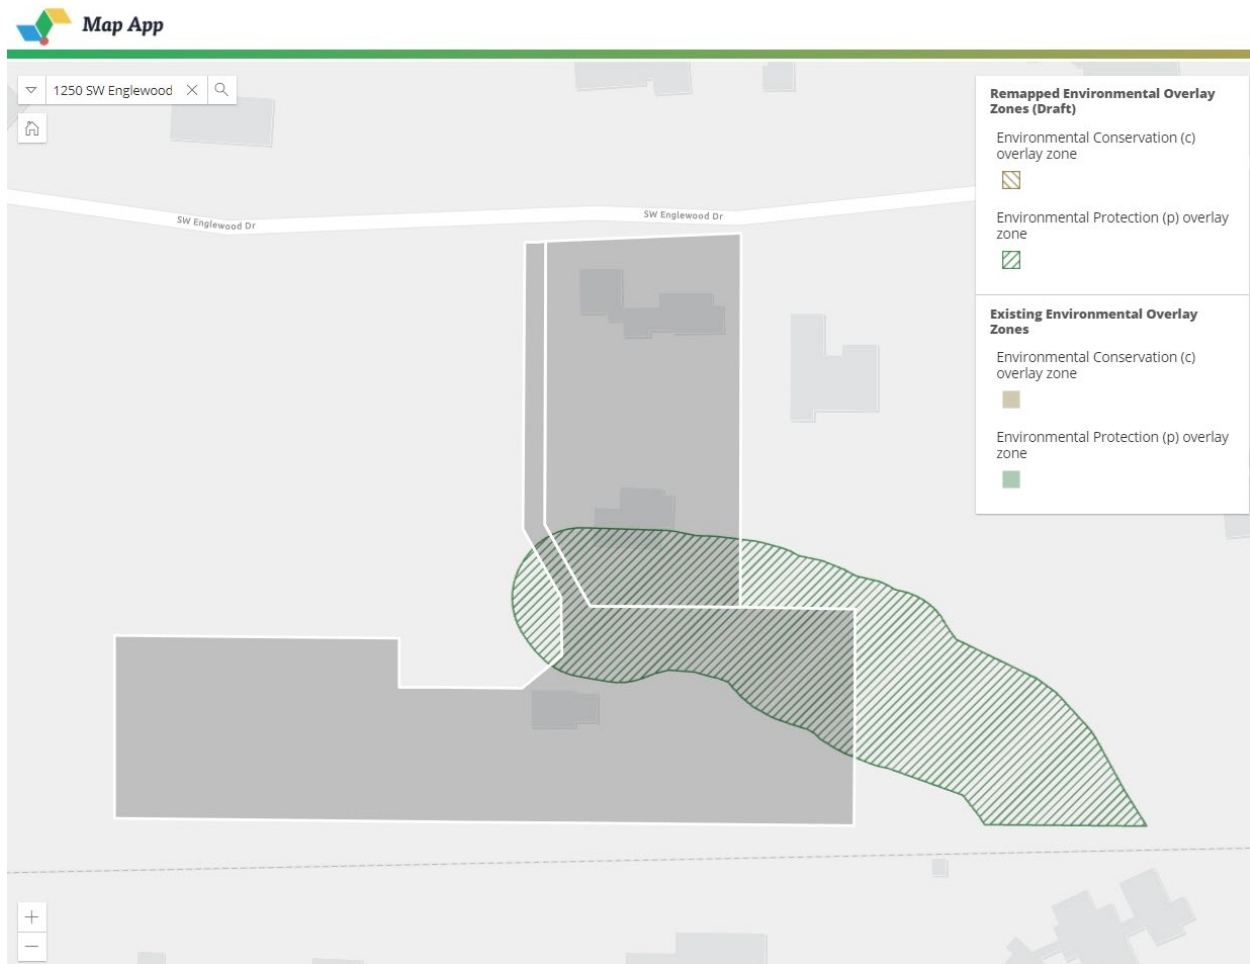 Map App
1250 SW Englewood
SW Englewood Dr
SW Englewood Dr
Remapped Environmental Overlay
Zones (Draft)
Environmental Conservation (c)
overlay zone
Environmental Protection (p) overlay
zone
Existing Environmental Overlay
Zones
Environmental Conservation (c)
overlay zone
Environmental Protection (p) overlay
zone